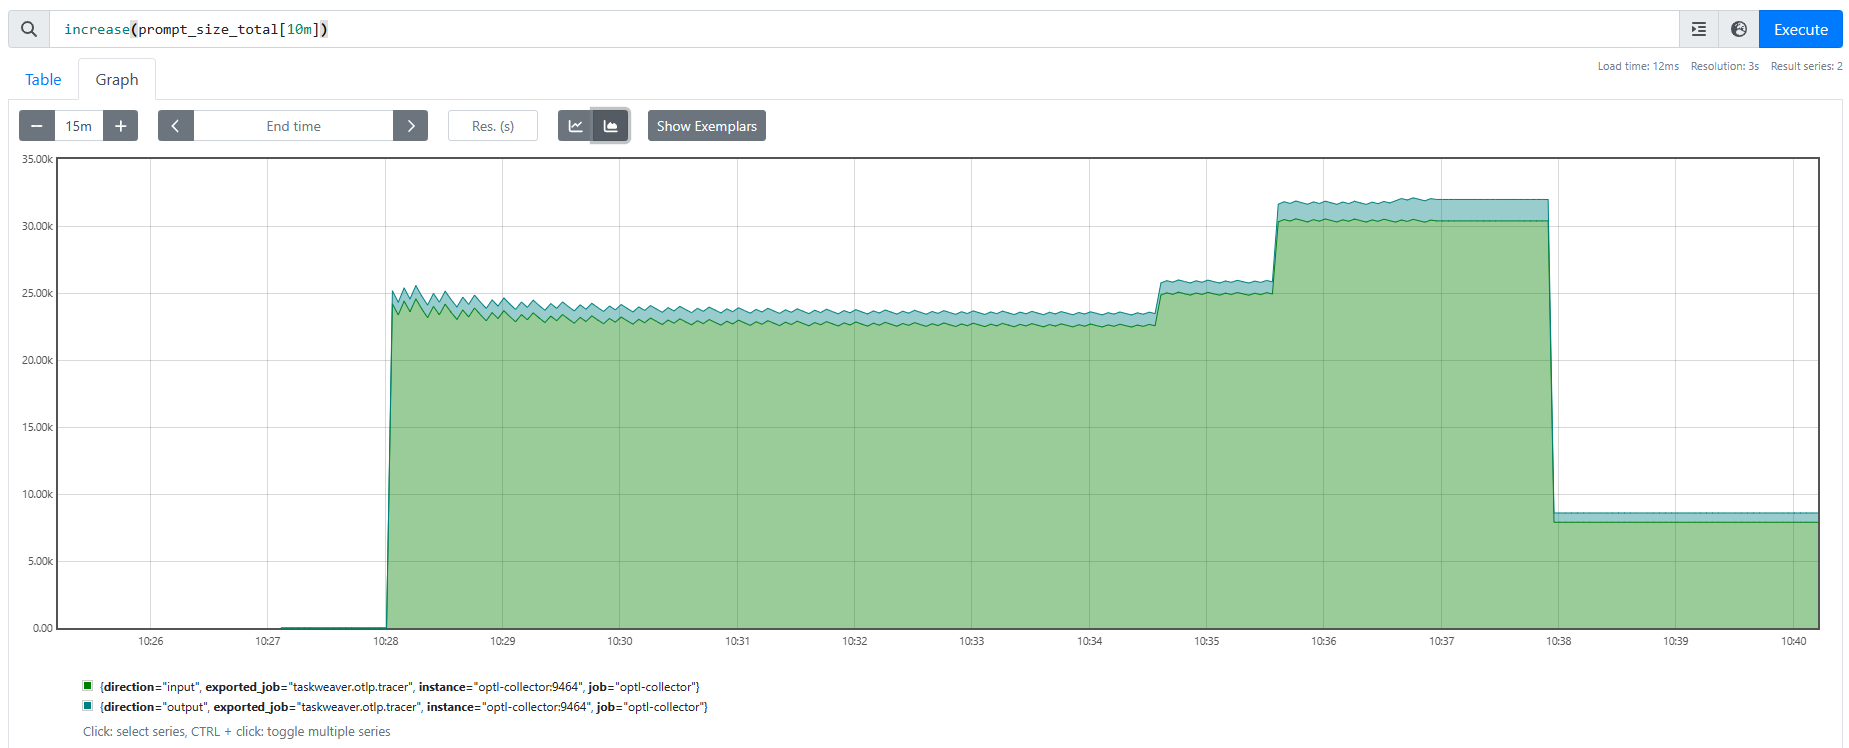 increase(prompt_size_total[10m])
Execute
Load time: 12ms Resolution: 3s Result series: 2
Table Graph
− 15m + End time Res. (s) Show Exemplars
35.00k
30.00k
25.00k
20.00k
15.00k
10.00k
5.00k
0.00
10:26 10:27 10:28 10:29 10:30 10:31 10:32 10:33 10:34 10:35 10:36 10:37 10:38 10:39 10:40
{direction="input", exported_job="taskweaver.otlp.tracer", instance="optl-collector:9464", job="optl-collector"}
{direction="output", exported_job="taskweaver.otlp.tracer", instance="optl-collector:9464", job="optl-collector"}
Click: select series, CTRL + click: toggle multiple series